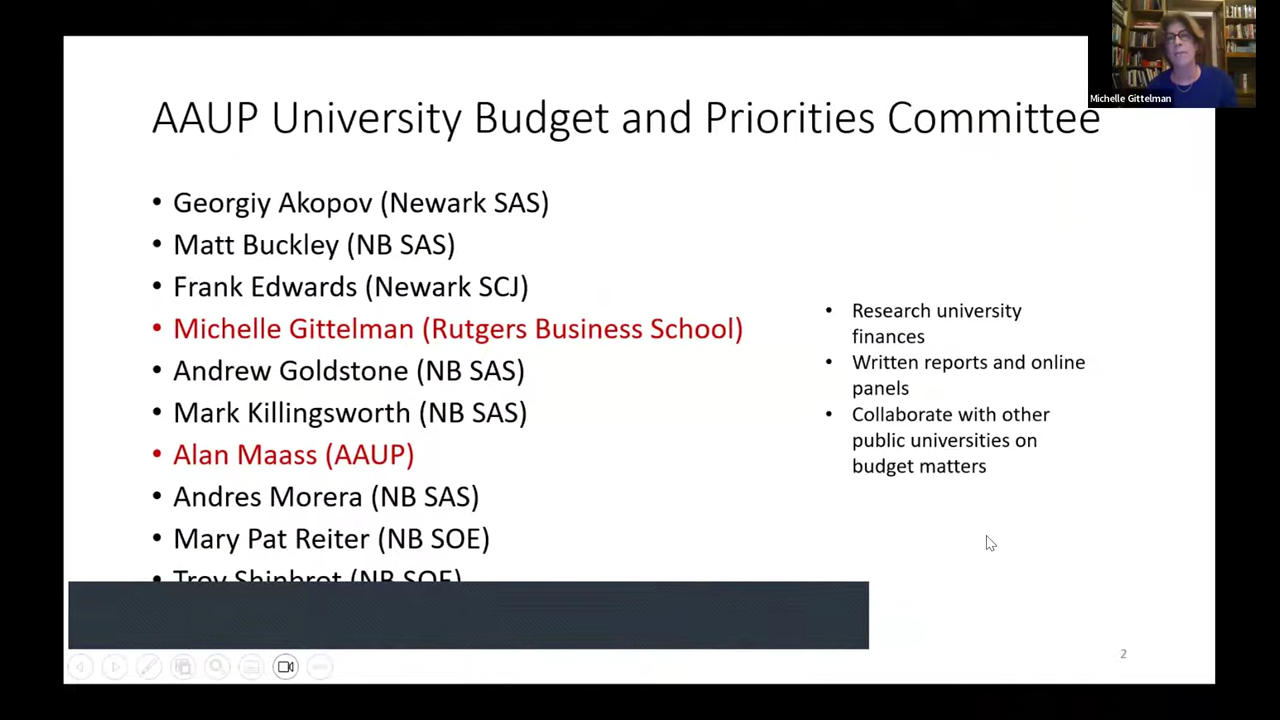 Michelle Gittelman
AAUP University Budget and Priorities Committee
• Georgiy Akopov (Newark SAS)
• Matt Buckley (NB SAS)
• Frank Edwards (Newark SCJ)
• Michelle Gittelman (Rutgers Business School)
• Andrew Goldstone (NB SAS)
• Mark Killingsworth (NB SAS)
• Alan Maass (AAUP)
• Andres Morera (NB SAS)
• Mary Pat Reiter (NB SOE)
• Troy Shinbrot (NB SOE)
• Research university
finances
• Written reports and online
panels
• Collaborate with other
public universities on
budget matters
2